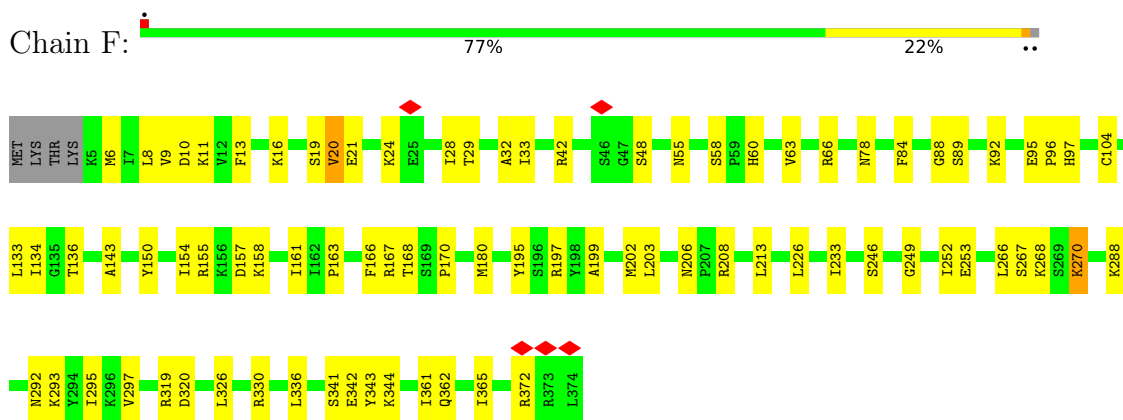 Chain F:
77% 22%
MET LYS THR LYS K5 M6 I7 L8 V9 D10 K11 V12 F13 K16 S19 V20 E21 K24 E25 I28 T29 A32 I33 R42 S46 G47 S48 N55 S58 P59 H60 V63 R66 N78 F84 G88 S89 K92 E95 P96 H97 C104
L133 I134 G135 T136 A143 Y150 I154 R155 K156 D157 K158 I161 I162 P163 F166 R167 T168 S169 P170 M180 Y195 S196 R197 Y198 A199 M202 L203 N206 P207 R208 L213 L226 I233 S246 G249 I252 E253 L266 S267 K268 S269 K270 K288
N292 K293 Y294 I295 K296 V297 R319 D320 L326 R330 L336 S341 E342 Y343 K344 I361 Q362 I365 R372 R373 L374